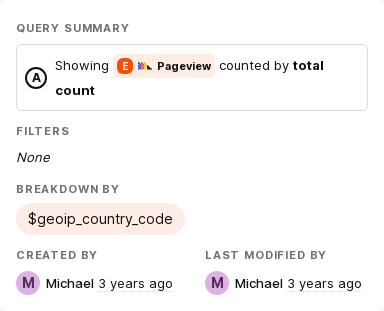 QUERY SUMMARY
A Showing E Pageview counted by total
count
FILTERS
None
BREAKDOWN BY
$geoip_country_code
CREATED BY LAST MODIFIED BY
M Michael 3 years ago M Michael 3 years ago